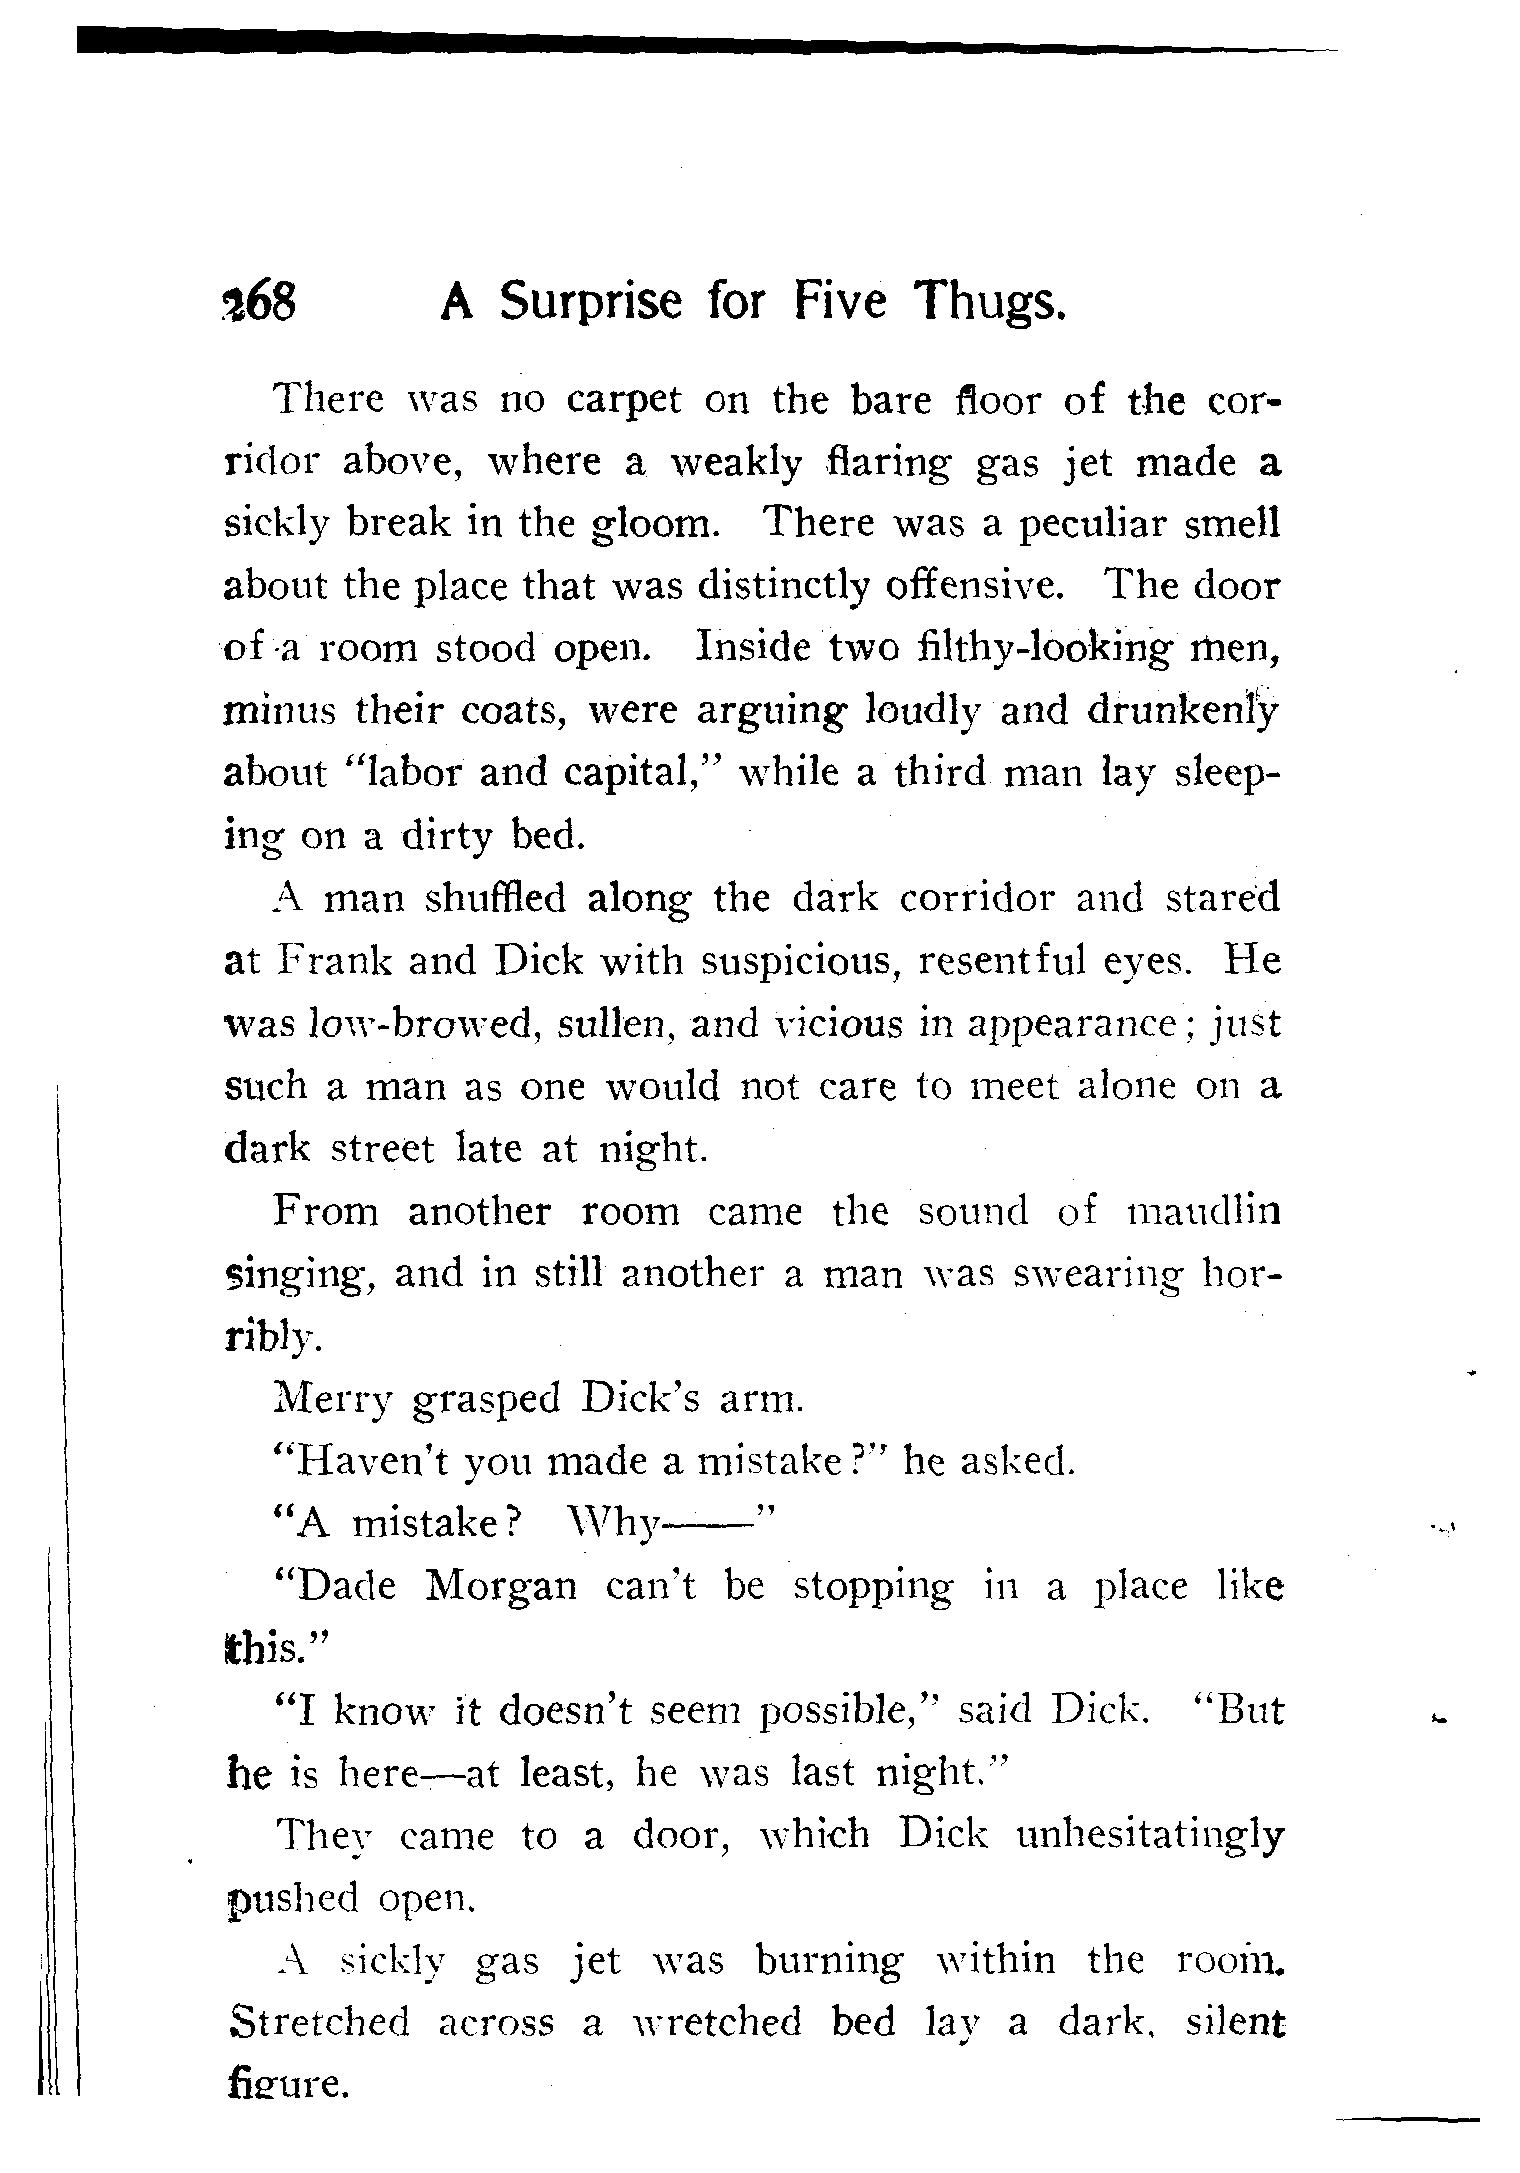 268 A Surprise for Five Thugs.
There was no carpet on the bare floor of the cor-
ridor above, where a weakly flaring gas jet made a
sickly break in the gloom. There was a peculiar smell
about the place that was distinctly offensive. The door
of a room stood open. Inside two filthy-looking men,
minus their coats, were arguing loudly and drunkenly
about "labor and capital," while a third man lay sleep-
ing on a dirty bed.
A man shuffled along the dark corridor and stared
at Frank and Dick with suspicious, resentful eyes. He
was low-browed, sullen, and vicious in appearance; just
such a man as one would not care to meet alone on a
dark street late at night.
From another room came the sound of maudlin
singing, and in still another a man was swearing hor-
ribly.
Merry grasped Dick's arm.
"Haven't you made a mistake?" he asked.
"A mistake? Why——"
"Dade Morgan can't be stopping in a place like
this."
"I know it doesn't seem possible," said Dick. "But
he is here—at least, he was last night."
They came to a door, which Dick unhesitatingly
pushed open.
A sickly gas jet was burning within the room.
Stretched across a wretched bed lay a dark, silent
figure.